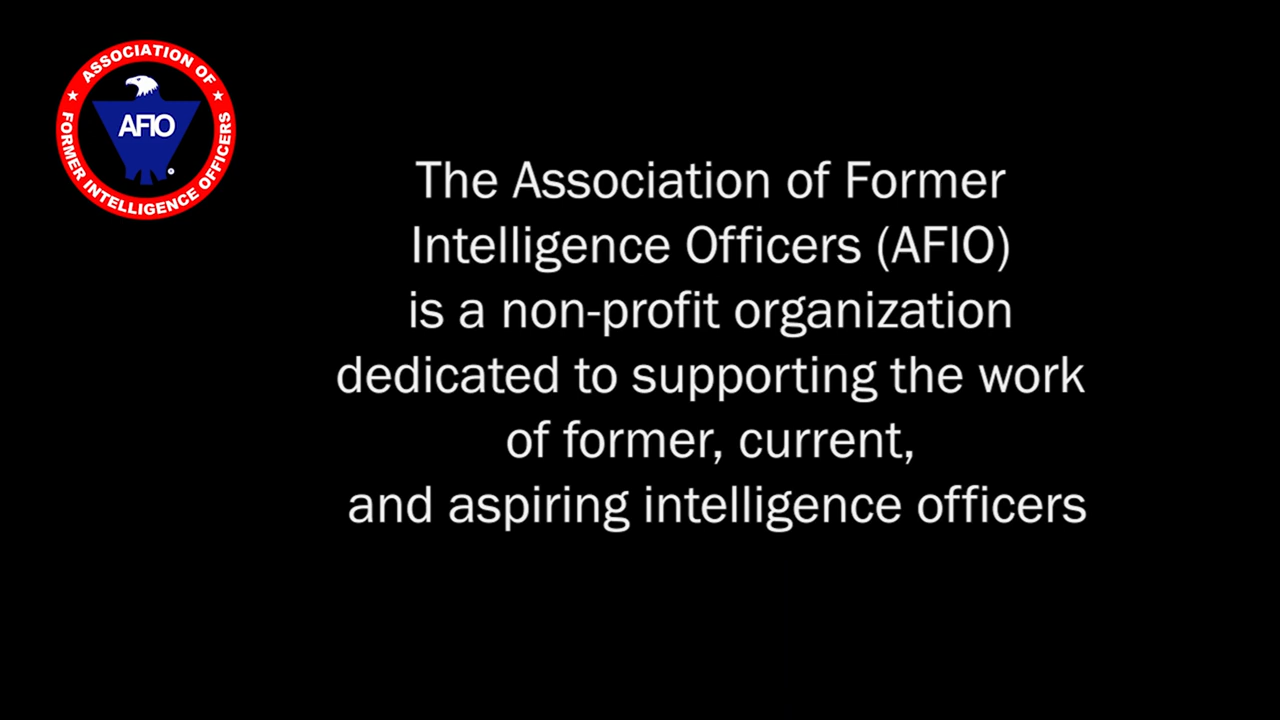 ASSOCIATION OF
★ ★
AFIO
FORMER INTELLIGENCE OFFICERS
The Association of Former
Intelligence Officers (AFIO)
is a non-profit organization
dedicated to supporting the work
of former, current,
and aspiring intelligence officers